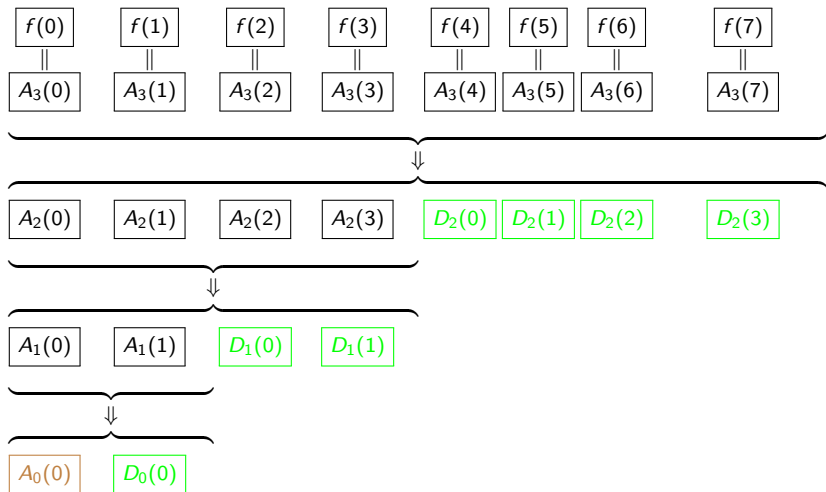 f(0) f(1) f(2) f(3) f(4) f(5) f(6) f(7)
|| || || || || || || ||
A₃(0) A₃(1) A₃(2) A₃(3) A₃(4) A₃(5) A₃(6) A₃(7)
⇓
A₂(0) A₂(1) A₂(2) A₂(3) D₂(0) D₂(1) D₂(2) D₂(3)
⇓
A₁(0) A₁(1) D₁(0) D₁(1)
⇓
A₀(0) D₀(0)